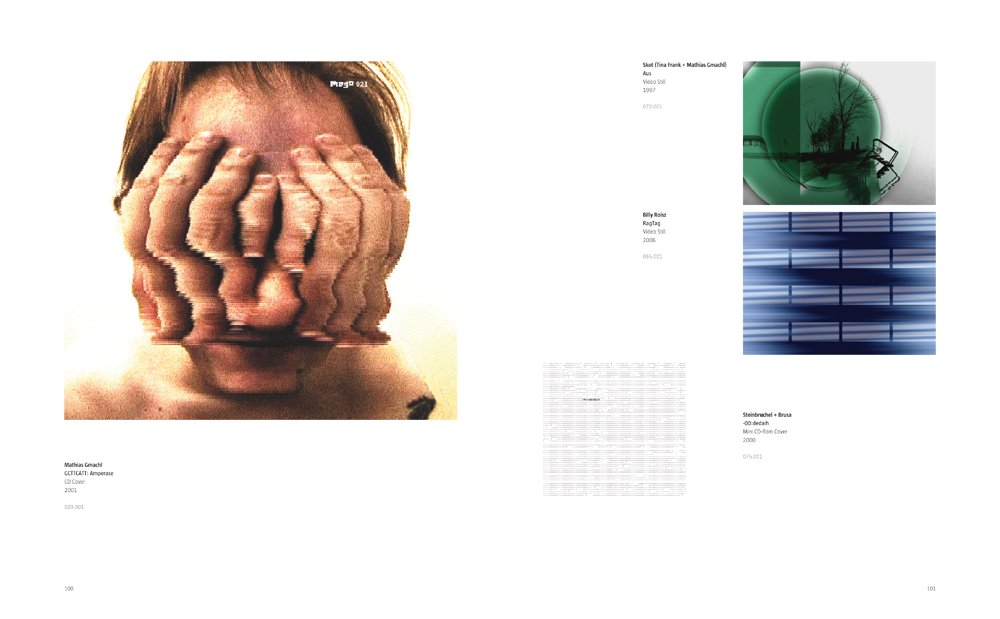 mego 021
Mathias Gmachl
GCTTCATT: Amperase
CD Cover
2001
029.001
100
Skot (Tina Frank + Mathias Gmachl)
Aus
Video Still
1997
072.001
Billy Roisz
RagTag
Video Still
2006
065.001
Steinbrüchel + Brusa
-00:dedaih
Mini CD-Rom Cover
2000
075.001
101